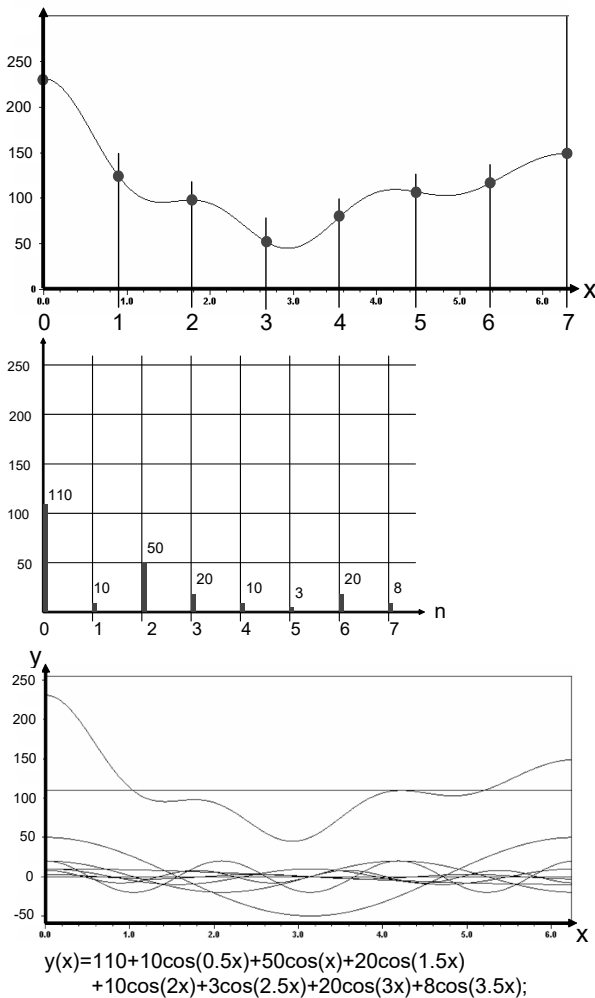 250
200
150
100
50
0
0.0 1.0 2.0 3.0 4.0 5.0 6.0
x
0 1 2 3 4 5 6 7
250
200
150
100
50
110
10
50
20
10
3
20
8
n
0 1 2 3 4 5 6 7
y
250
200
150
100
50
0
-50
0.0 1.0 2.0 3.0 4.0 5.0 6.0
x
y(x)=110+10cos(0.5x)+50cos(x)+20cos(1.5x)
+10cos(2x)+3cos(2.5x)+20cos(3x)+8cos(3.5x);